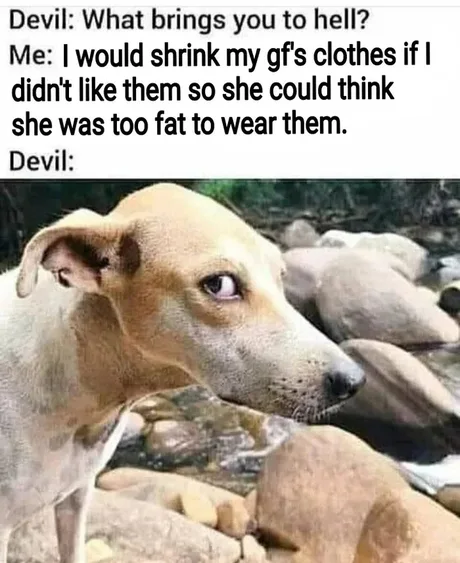 Devil: What brings you to hell?
Me: I would shrink my gf's clothes if I
didn't like them so she could think
she was too fat to wear them.
Devil: